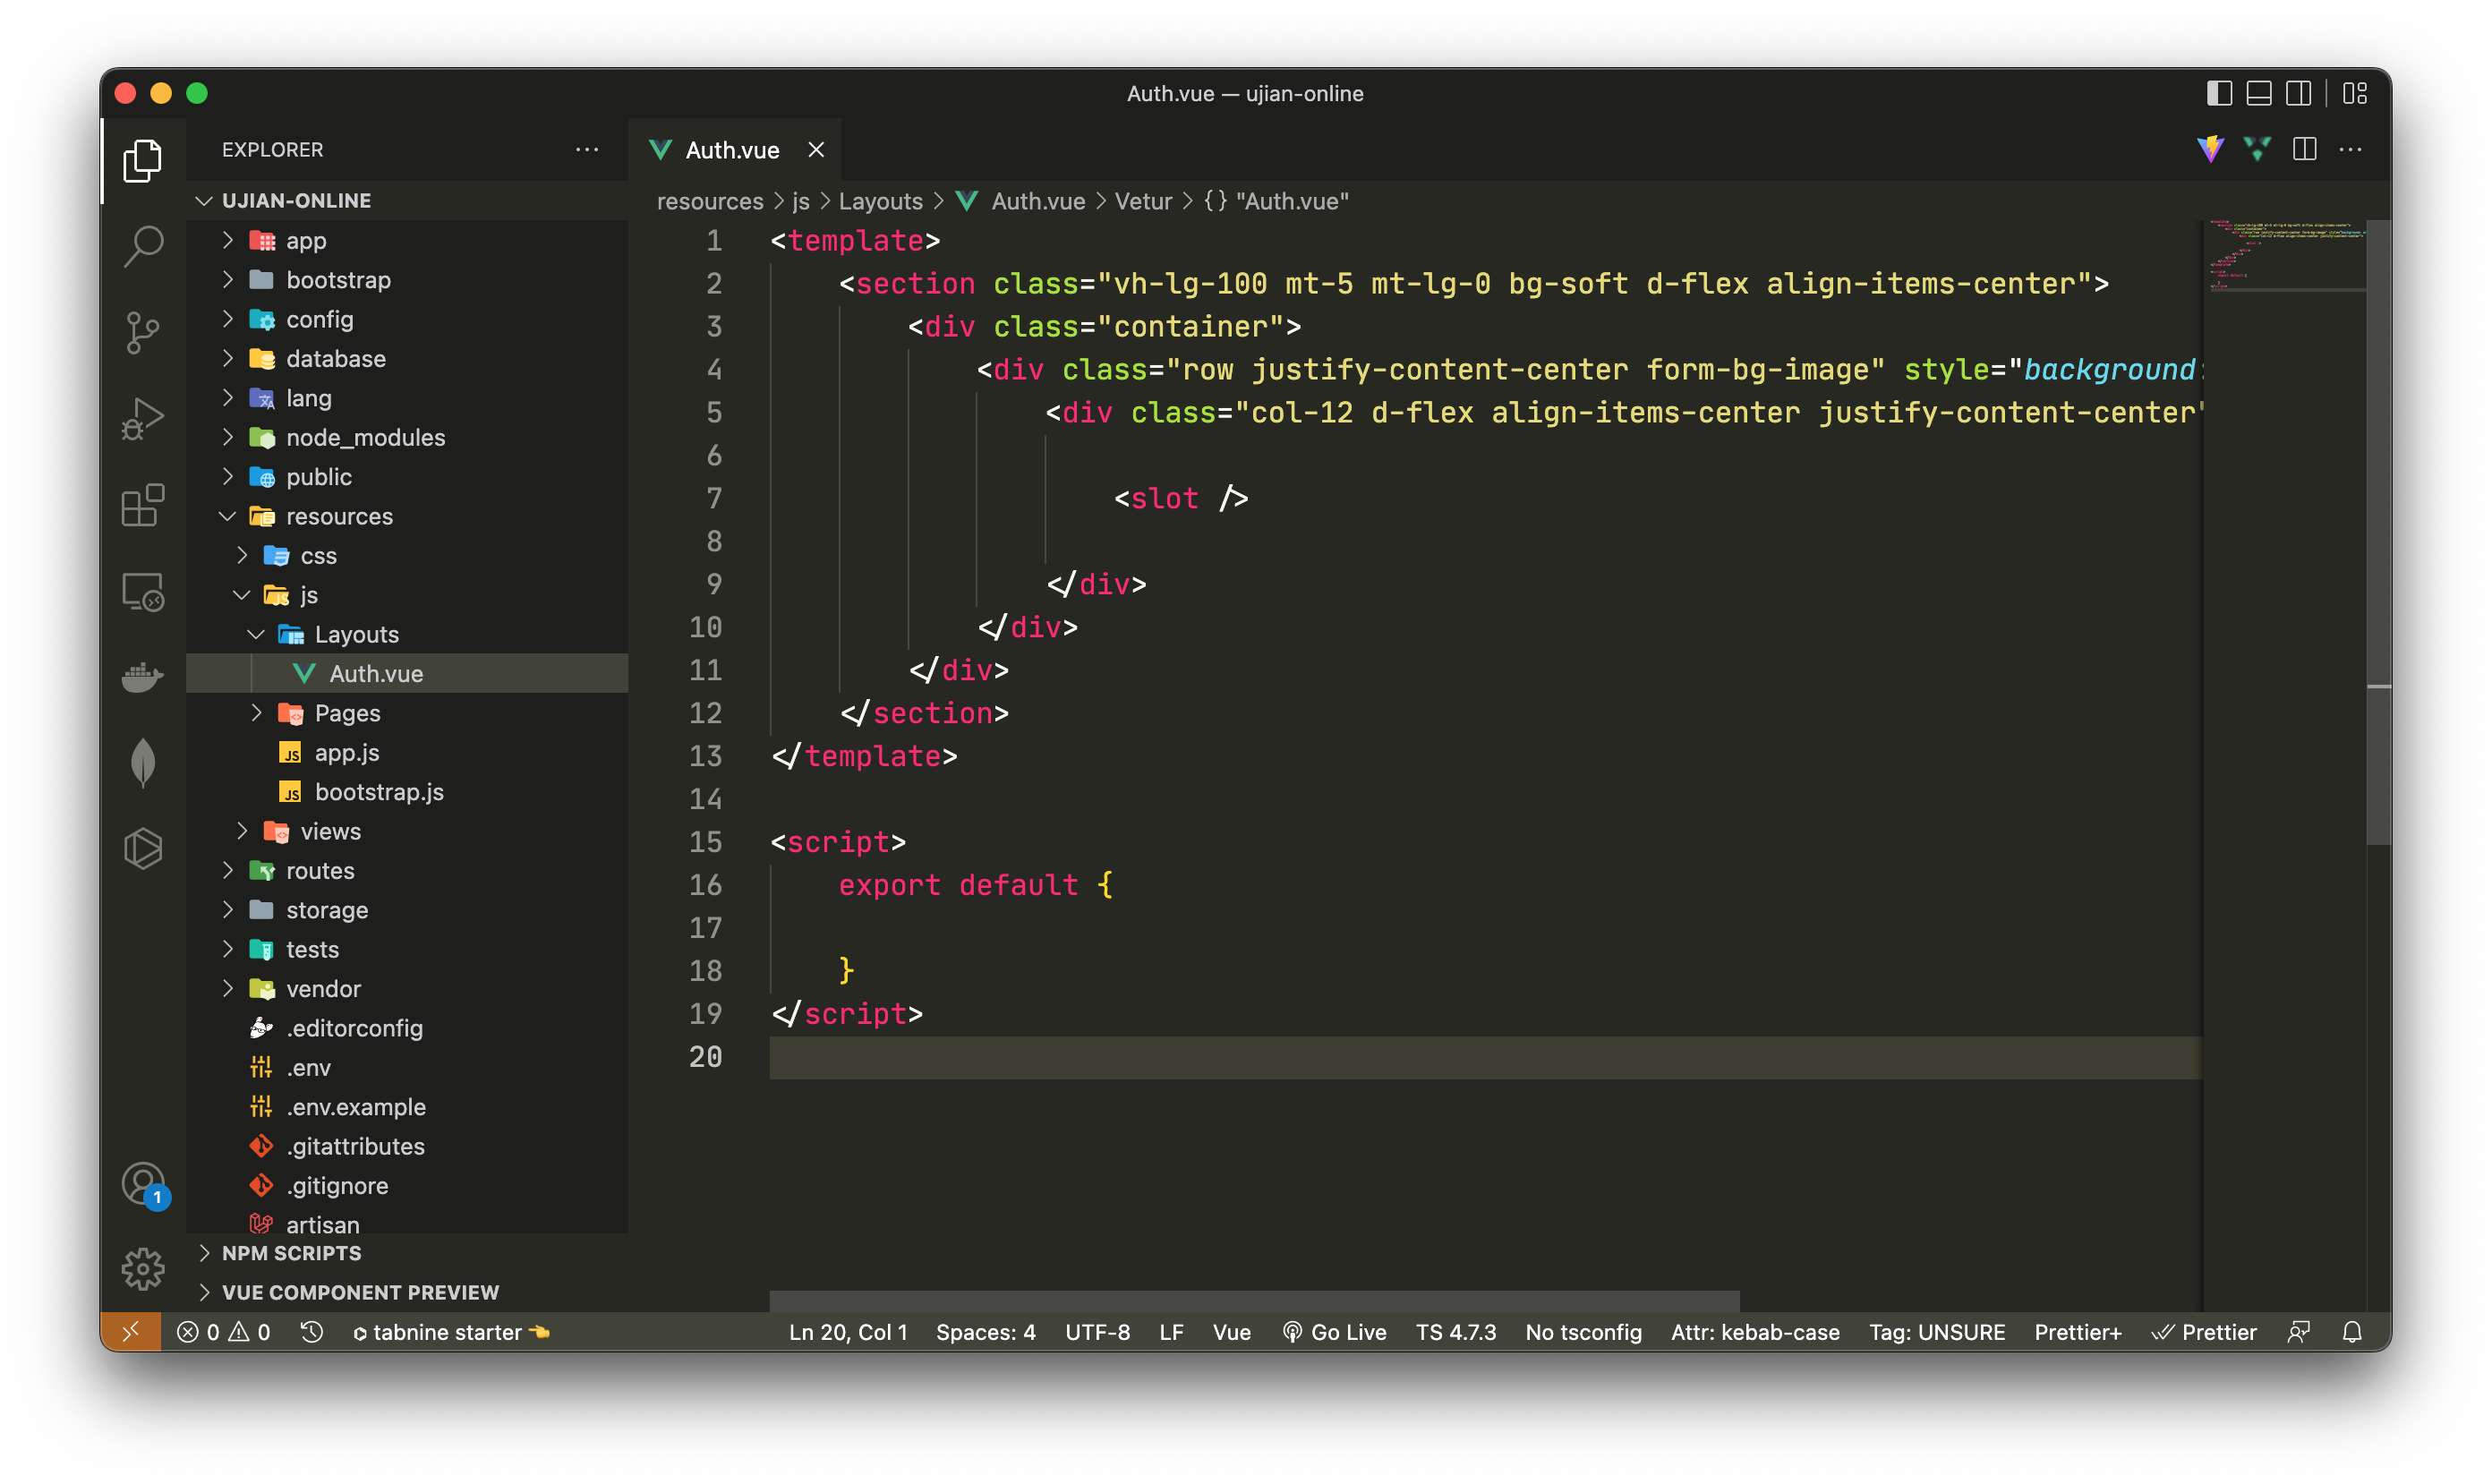 Auth.vue — ujian-online
EXPLORER
UJIAN-ONLINE
app
bootstrap
config
database
lang
node_modules
public
resources
css
js
Layouts
Auth.vue
Pages
app.js
bootstrap.js
views
routes
storage
tests
vendor
.editorconfig
.env
.env.example
.gitattributes
.gitignore
artisan
NPM SCRIPTS
VUE COMPONENT PREVIEW
1
Auth.vue
resources > js > Layouts > Auth.vue > Vetur > {} "Auth.vue"
1 <template>
2     <section class="vh-lg-100 mt-5 mt-lg-0 bg-soft d-flex align-items-center">
3         <div class="container">
4             <div class="row justify-content-center form-bg-image" style="background:
5                 <div class="col-12 d-flex align-items-center justify-content-center"
6
7                     <slot />
8
9                 </div>
10             </div>
11         </div>
12     </section>
13 </template>
14
15 <script>
16     export default {
17
18     }
19 </script>
20
0 0 tabnine starter Ln 20, Col 1 Spaces: 4 UTF-8 LF Vue Go Live TS 4.7.3 No tsconfig Attr: kebab-case Tag: UNSURE Prettier+ Prettier